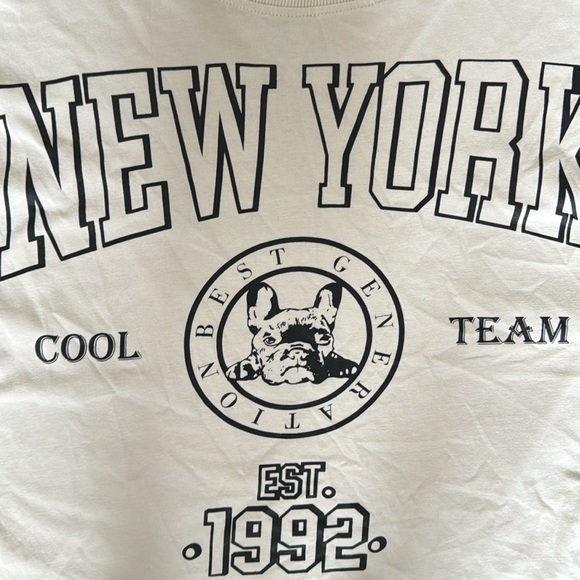 NEW YORK
COOL
BEST GENERATION
TEAM
EST.
·1992·